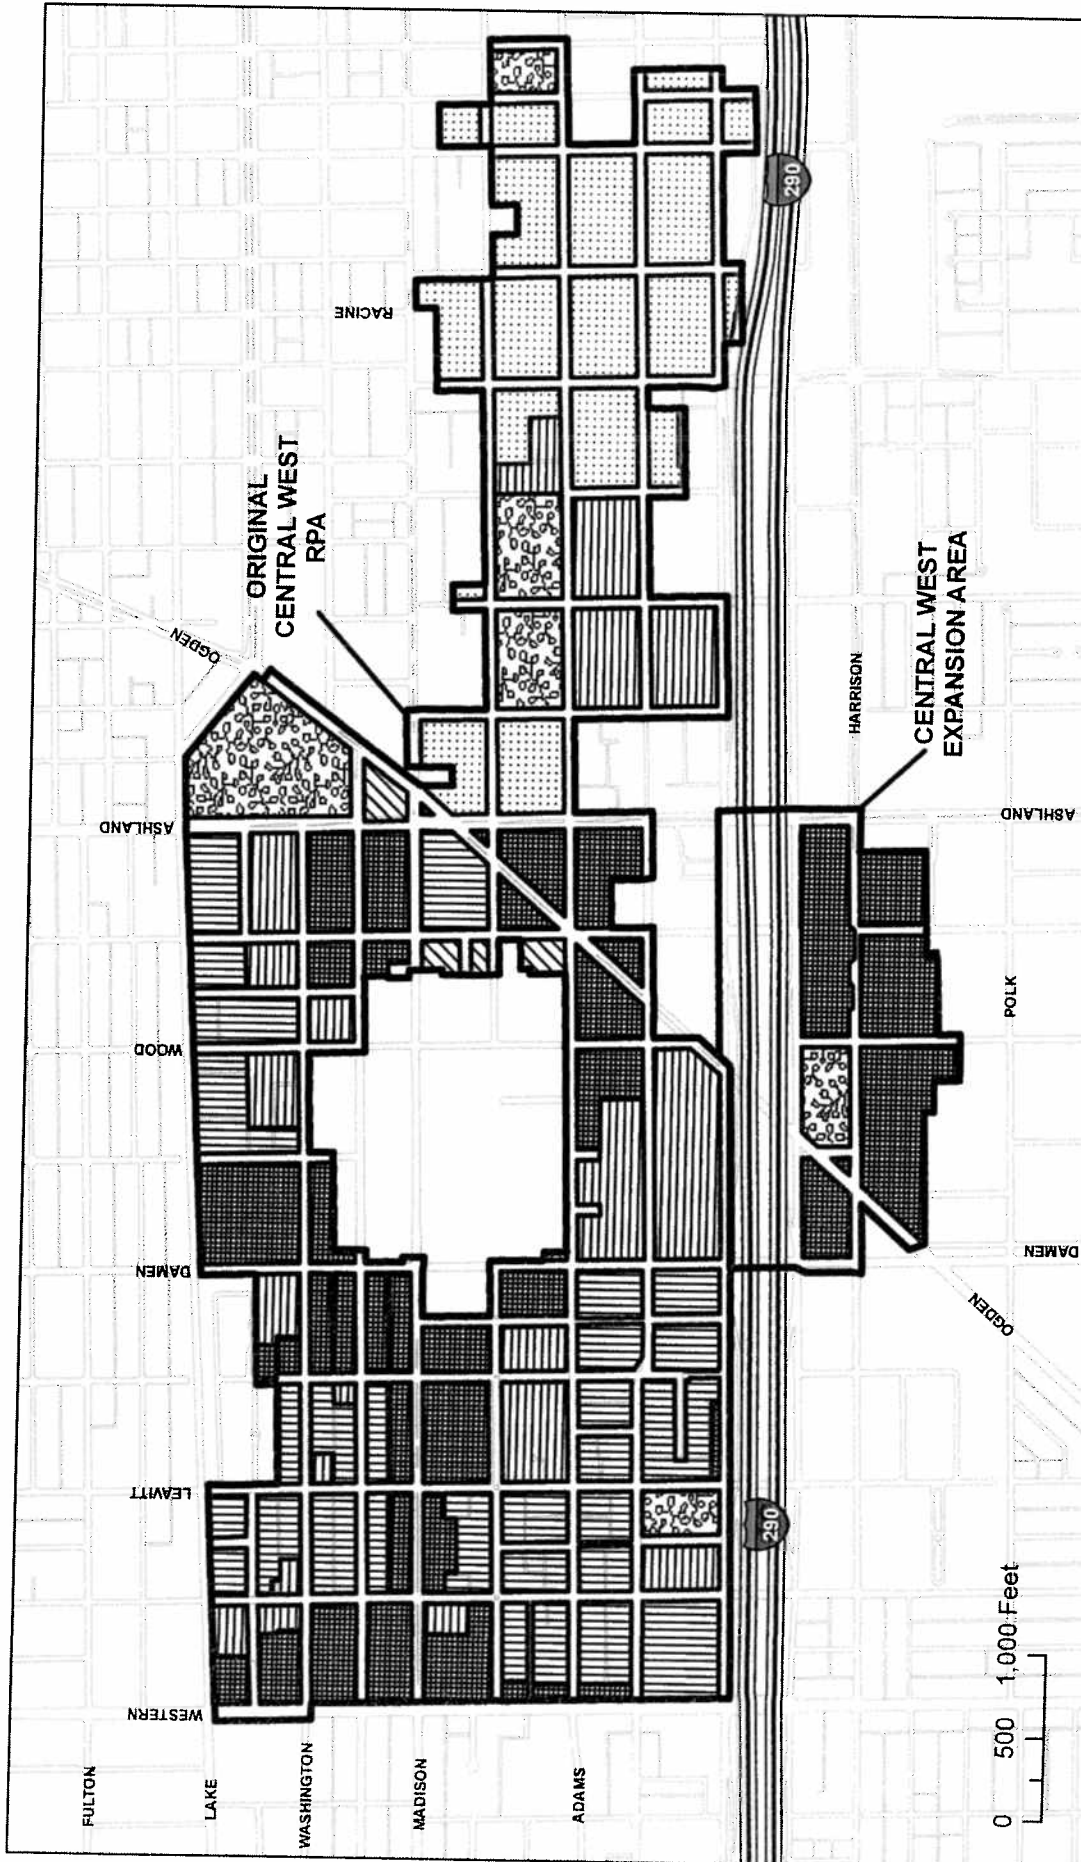 FULTON
LAKE
WASHINGTON
MADISON
ADAMS
WESTERN
LEAVITT
DAMEN
WOOD
ASHLAND
OGDEN
RACINE
ORIGINAL
CENTRAL WEST
RPA
290
290
HARRISON
CENTRAL WEST
EXPANSION AREA
ASHLAND
POLK
DAMEN
OGDEN
0 500 1,000 Feet